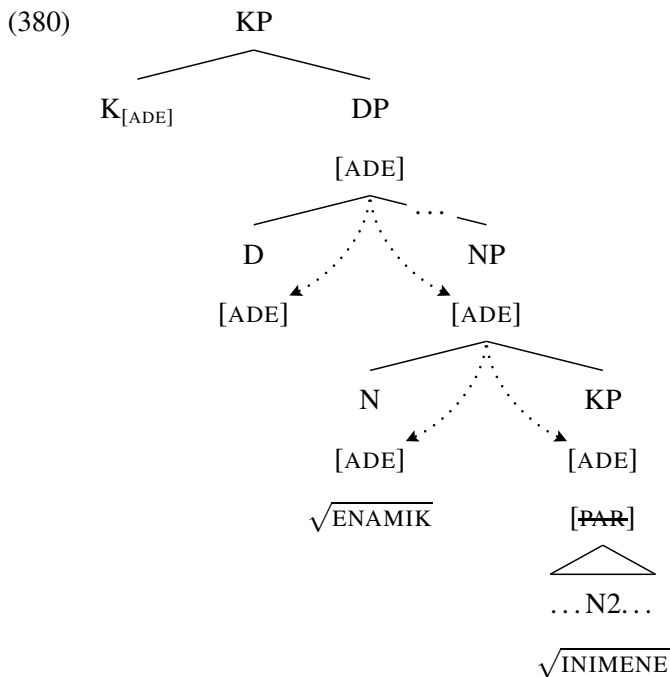 (380) KP
K[ADE] DP
[ADE]
...
D NP
[ADE] [ADE]
N KP
[ADE] [ADE]
√ENAMIK [PAR]
...N2...
√INIMENE